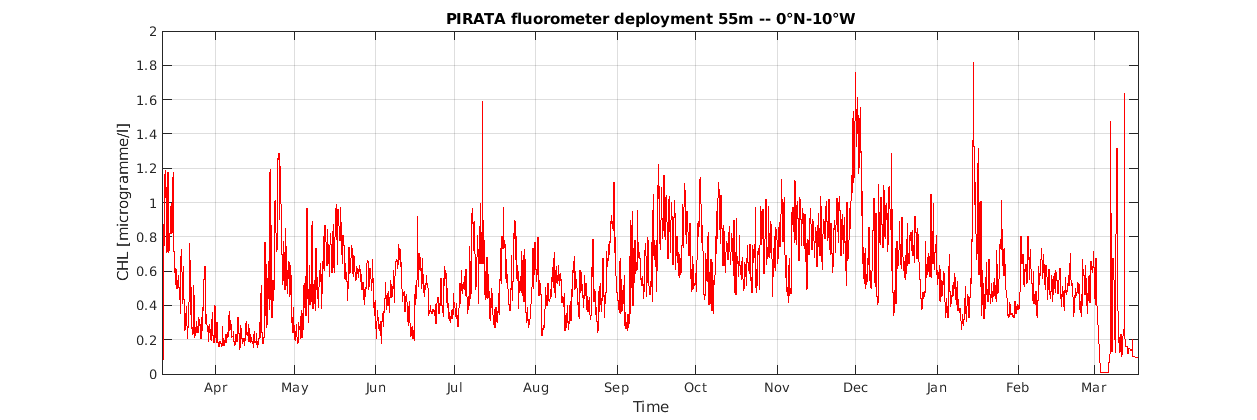 PIRATA fluorometer deployment 55m -- 0°N-10°W
CHL [microgramme/l]
2
1.8
1.6
1.4
1.2
1
0.8
0.6
0.4
0.2
0
Apr May Jun Jul Aug Sep Oct Nov Dec Jan Feb Mar
Time